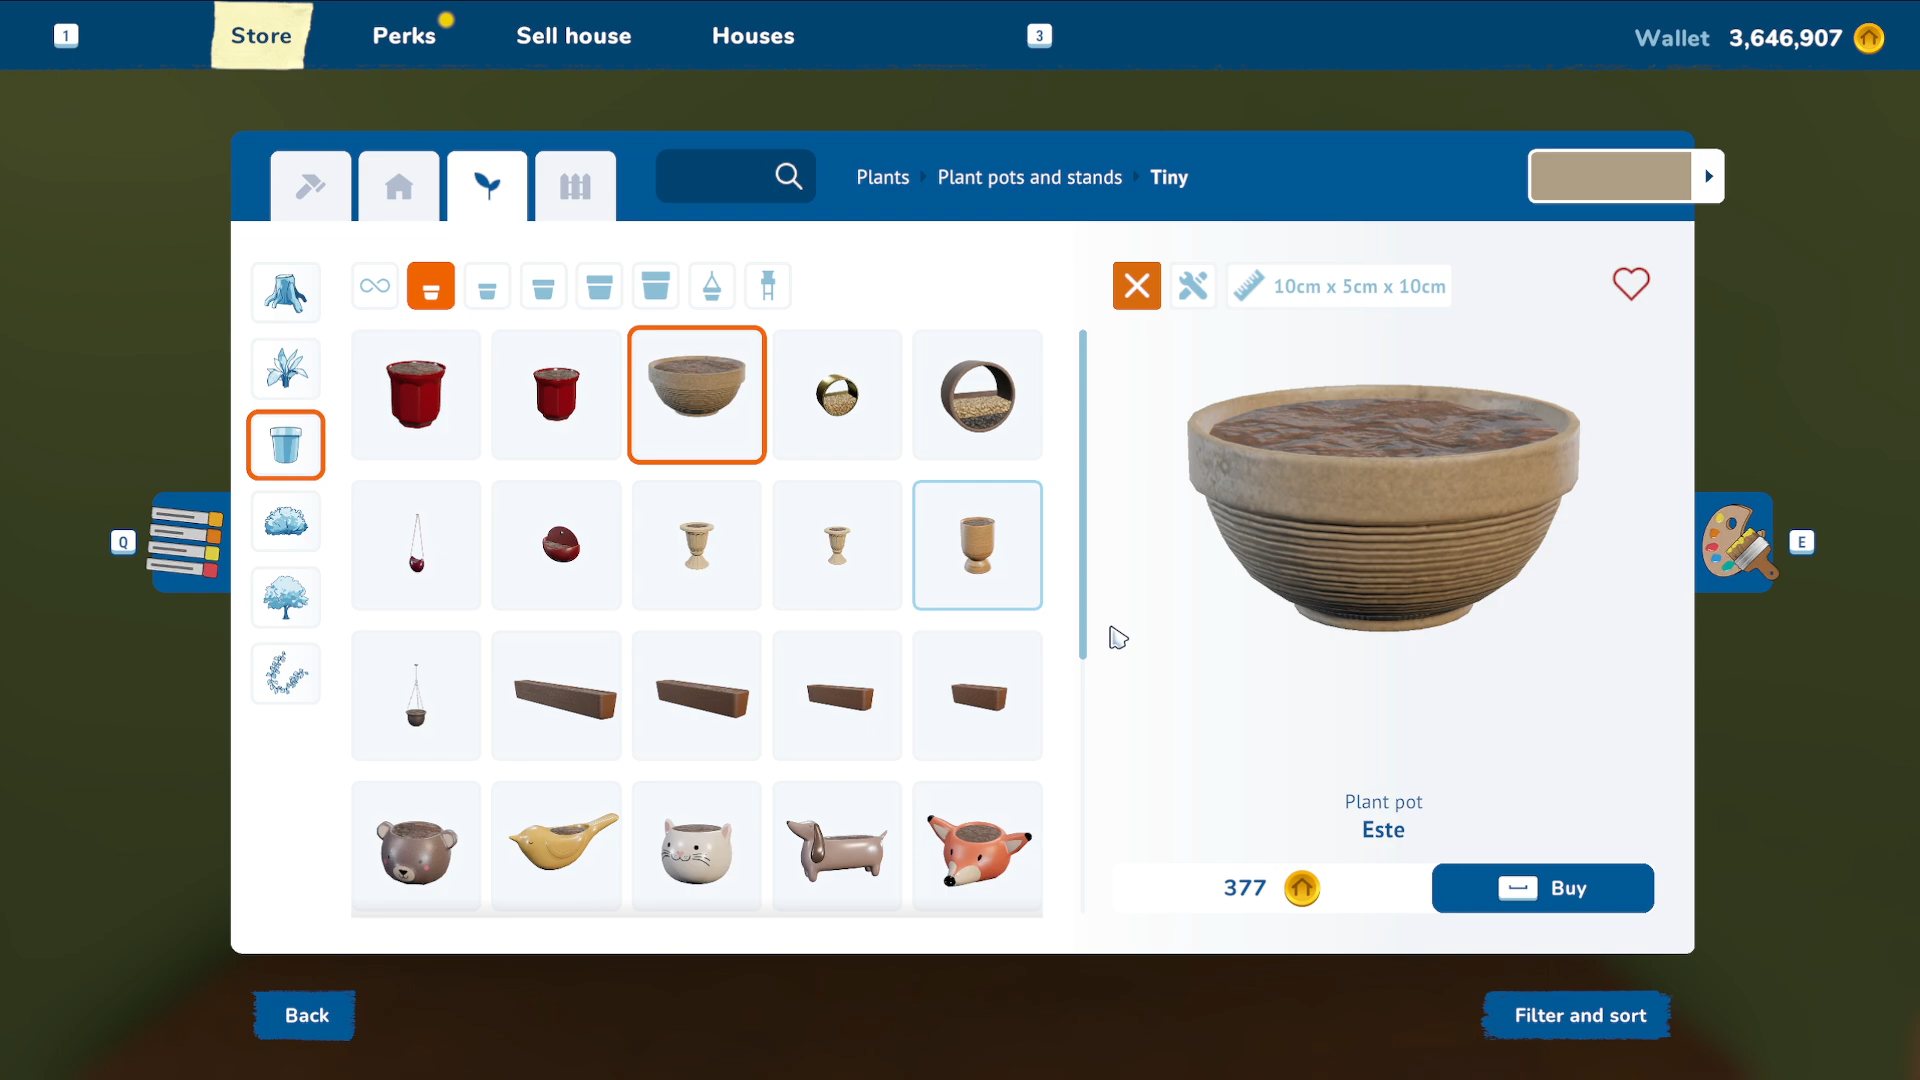 1
Store
Perks
Sell house
Houses
3
Wallet 3,646,907
Plants Plant pots and stands Tiny
10cm x 5cm x 10cm
Q
E
Plant pot
Este
377
Buy
Back
Filter and sort